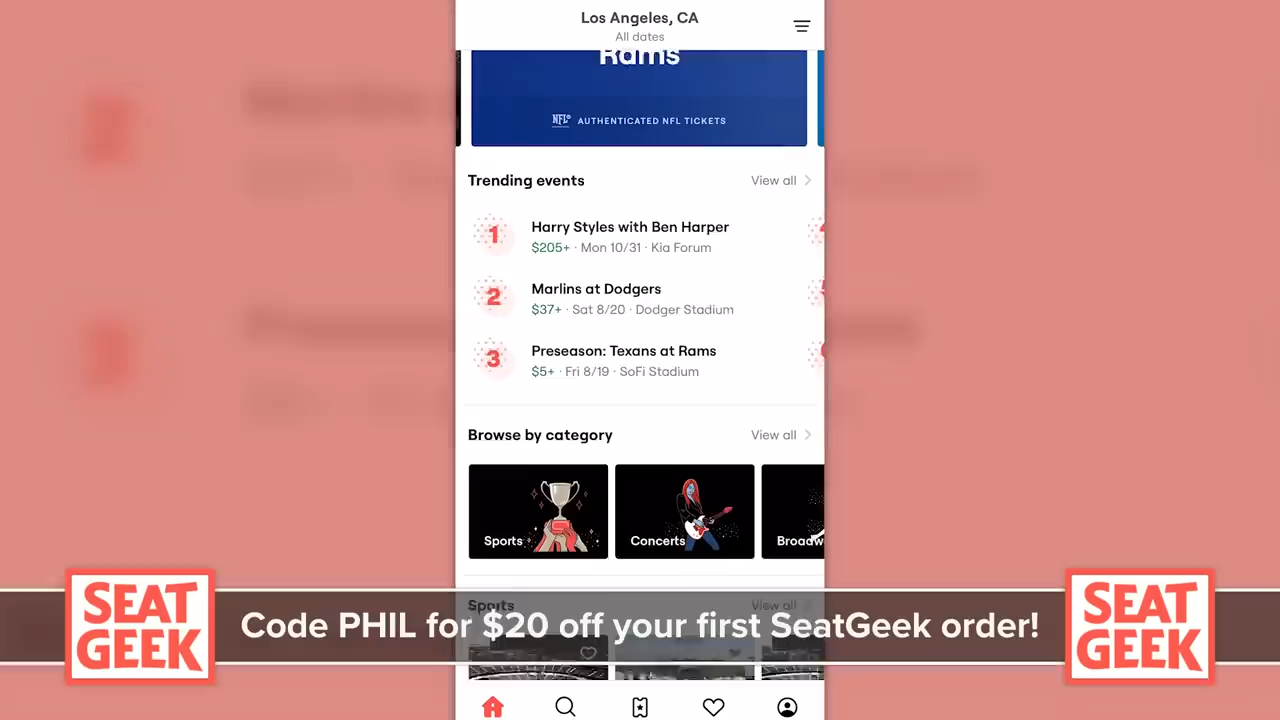 Los Angeles, CA
All dates
Rams
NFL AUTHENTICATED NFL TICKETS
Trending events
View all
1
Harry Styles with Ben Harper
$205+ · Mon 10/31 · Kia Forum
2
Marlins at Dodgers
$37+ · Sat 8/20 · Dodger Stadium
3
Preseason: Texans at Rams
$5+ · Fri 8/19 · SoFi Stadium
Browse by category
View all
Sports
Concerts
Broadw
Sports
View all
SEAT
GEEK
Code PHIL for $20 off your first SeatGeek order!
SEAT
GEEK